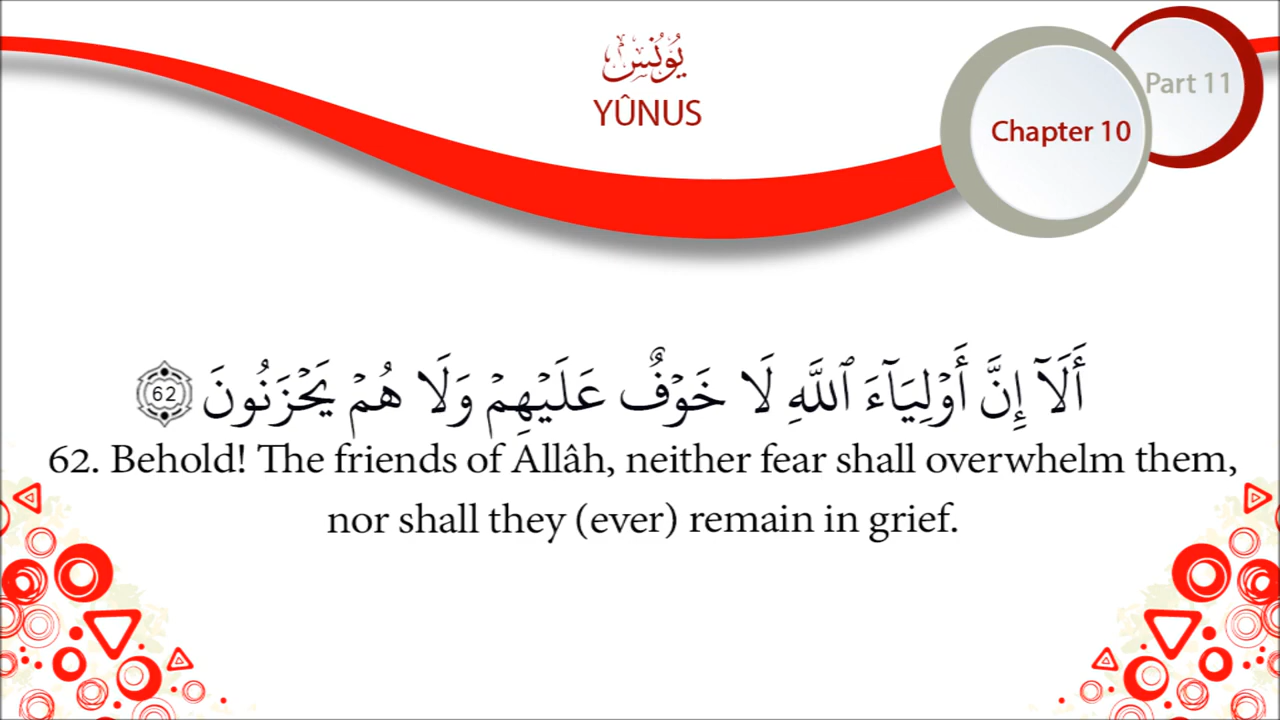 يُونُس
YÛNUS
Part 11
Chapter 10
أَلَآ إِنَّ أَوْلِيَآءَ ٱللَّهِ لَا خَوْفٌ عَلَيْهِمْ وَلَا هُمْ يَحْزَنُونَ 62
62. Behold! The friends of Allâh, neither fear shall overwhelm them,
nor shall they (ever) remain in grief.